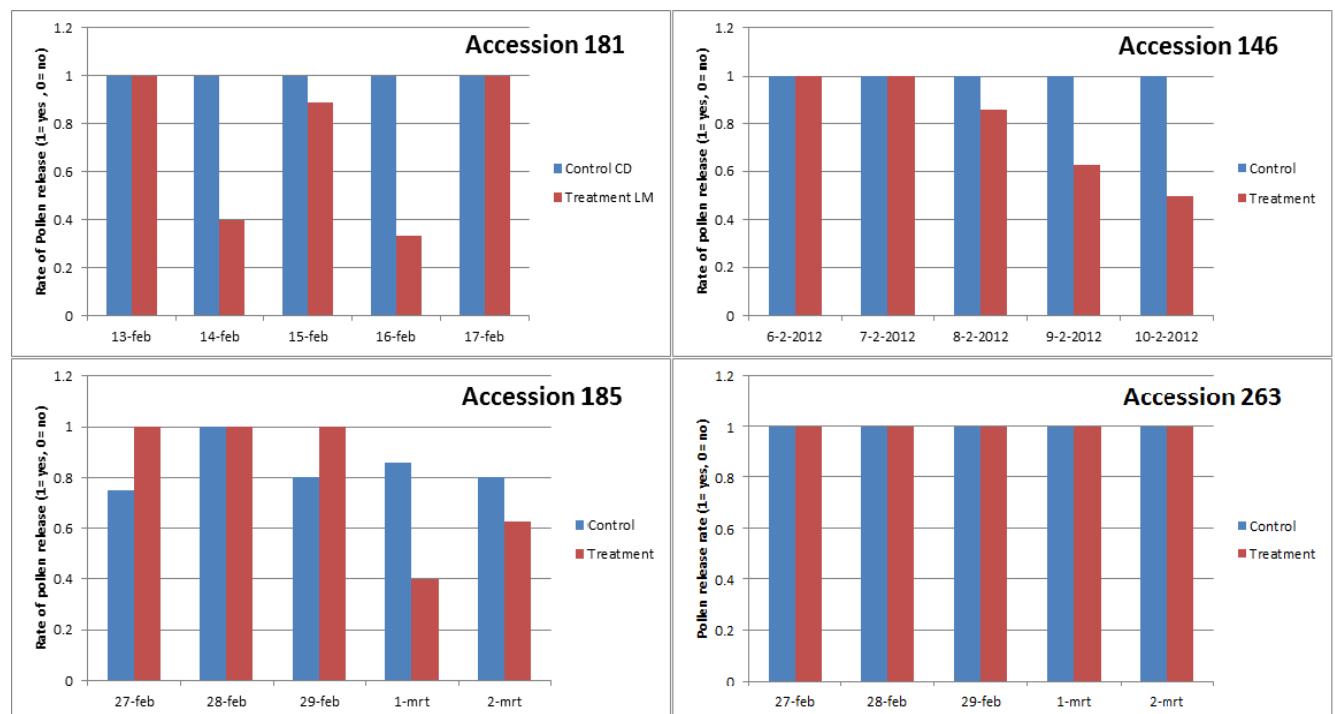 Accession 181
Rate of Pollen release (1= yes , 0= no)
1.2
1
0.8
0.6
0.4
0.2
0
13-feb 14-feb 15-feb 16-feb 17-feb
Control CD
Treatment LM
Accession 146
Rate of pollen release (1= yes, 0= no)
1.2
1
0.8
0.6
0.4
0.2
0
6-2-2012 7-2-2012 8-2-2012 9-2-2012 10-2-2012
Control
Treatment
Accession 185
Rate of pollen release (1= yes, 0= no)
1.2
1
0.8
0.6
0.4
0.2
0
27-feb 28-feb 29-feb 1-mrt 2-mrt
Control
Treatment
Accession 263
Pollen release rate (1= yes, 0= no)
1.2
1
0.8
0.6
0.4
0.2
0
27-feb 28-feb 29-feb 1-mrt 2-mrt
Control
Treatment